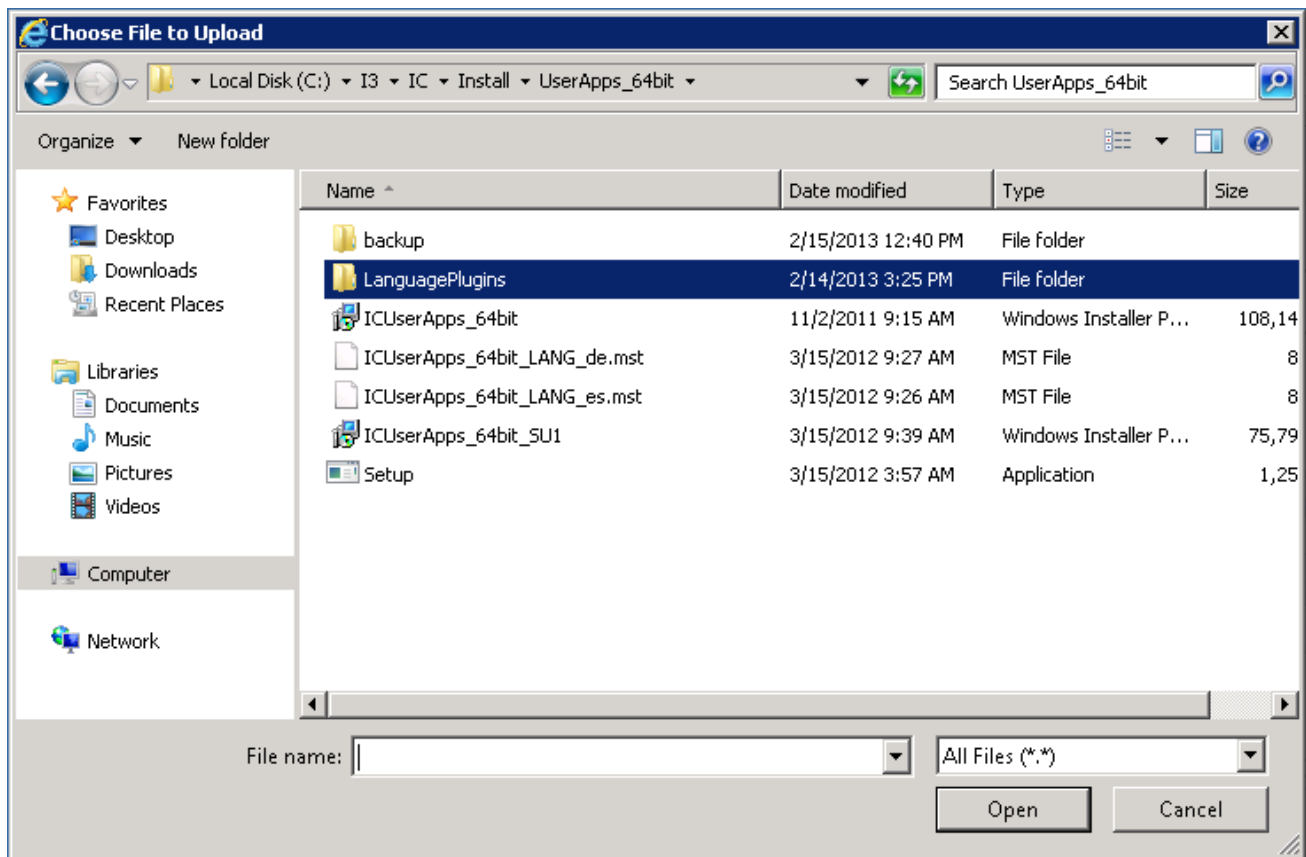 Choose File to Upload
Local Disk (C:) I3 IC Install UserApps_64bit Search UserApps_64bit
Organize New folder
Favorites
Desktop
Downloads
Recent Places
Libraries
Documents
Music
Pictures
Videos
Computer
Network
Name Date modified Type Size
backup 2/15/2013 12:40 PM File folder
LanguagePlugins 2/14/2013 3:25 PM File folder
ICUserApps_64bit 11/2/2011 9:15 AM Windows Installer P... 108,14
ICUserApps_64bit_LANG_de.mst 3/15/2012 9:27 AM MST File 8
ICUserApps_64bit_LANG_es.mst 3/15/2012 9:26 AM MST File 8
ICUserApps_64bit_SU1 3/15/2012 9:39 AM Windows Installer P... 75,79
Setup 3/15/2012 3:57 AM Application 1,25
File name: All Files (*.*)
Open Cancel